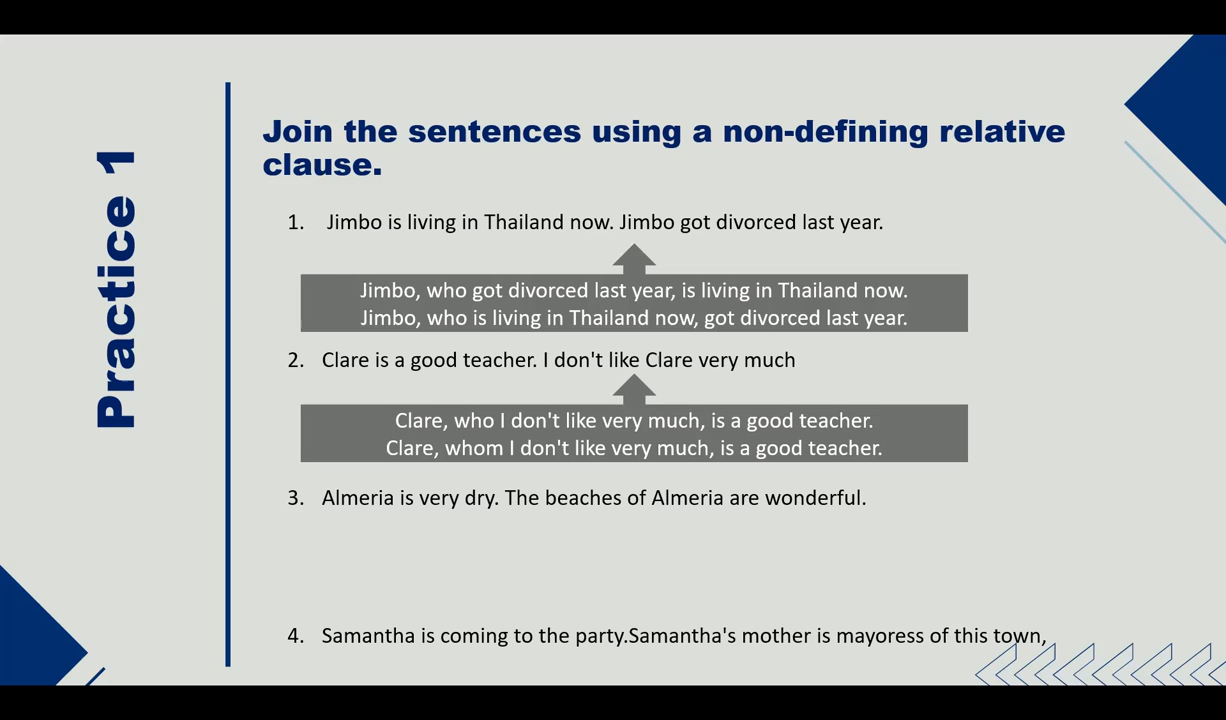 Practice 1
Join the sentences using a non-defining relative
clause.
1. Jimbo is living in Thailand now. Jimbo got divorced last year.
Jimbo, who got divorced last year, is living in Thailand now.
Jimbo, who is living in Thailand now, got divorced last year.
2. Clare is a good teacher. I don't like Clare very much
Clare, who I don't like very much, is a good teacher.
Clare, whom I don't like very much, is a good teacher.
3. Almeria is very dry. The beaches of Almeria are wonderful.
4. Samantha is coming to the party.Samantha's mother is mayoress of this town,